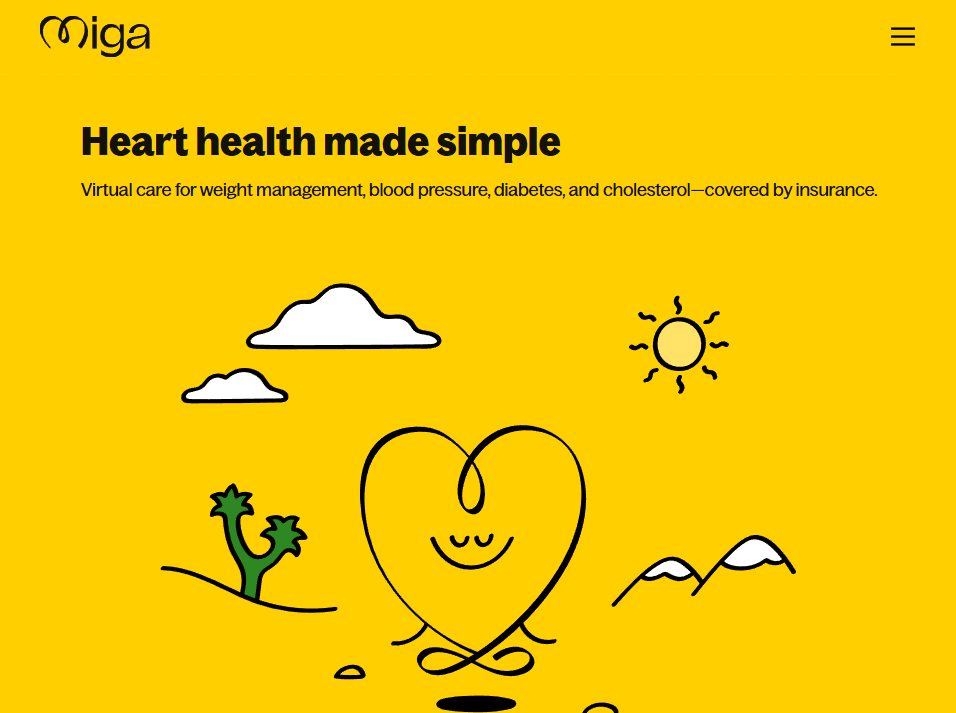 Miga
Heart health made simple
Virtual care for weight management, blood pressure, diabetes, and cholesterol—covered by insurance.